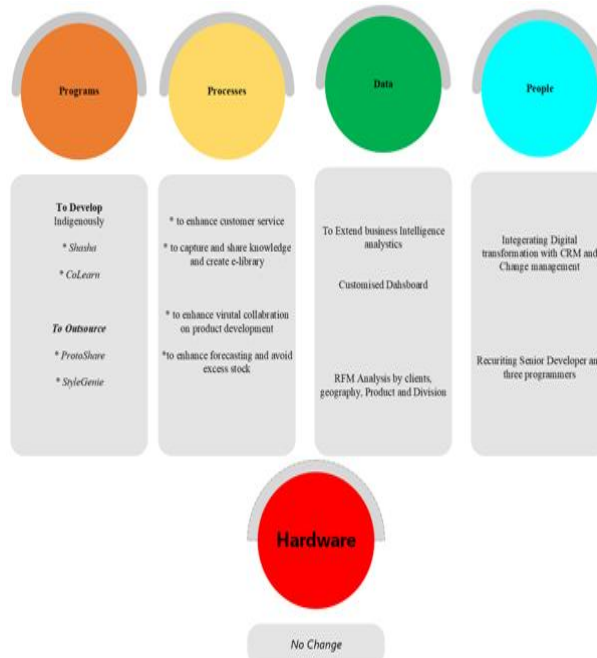 Programs
Processes
Data
People
To Develop
Indigenously
* Shasha
* CoLearn
To Outsource
* ProtoShare
* StyleGenie
* to enhance customer service
* to capture and share knowledge
and create e-library
* to enhance virutal collabration
on product development
*to enhance forecasting and avoid
excess stock
To Extend business Intelligence
analystics
Customised Dahsboard
RFM Analysis by clients,
geography, Product and Division
Integerating Digital
transformation with CRM and
Change management
Recuriting Senior Developer an
three programmers
Hardware
No Change